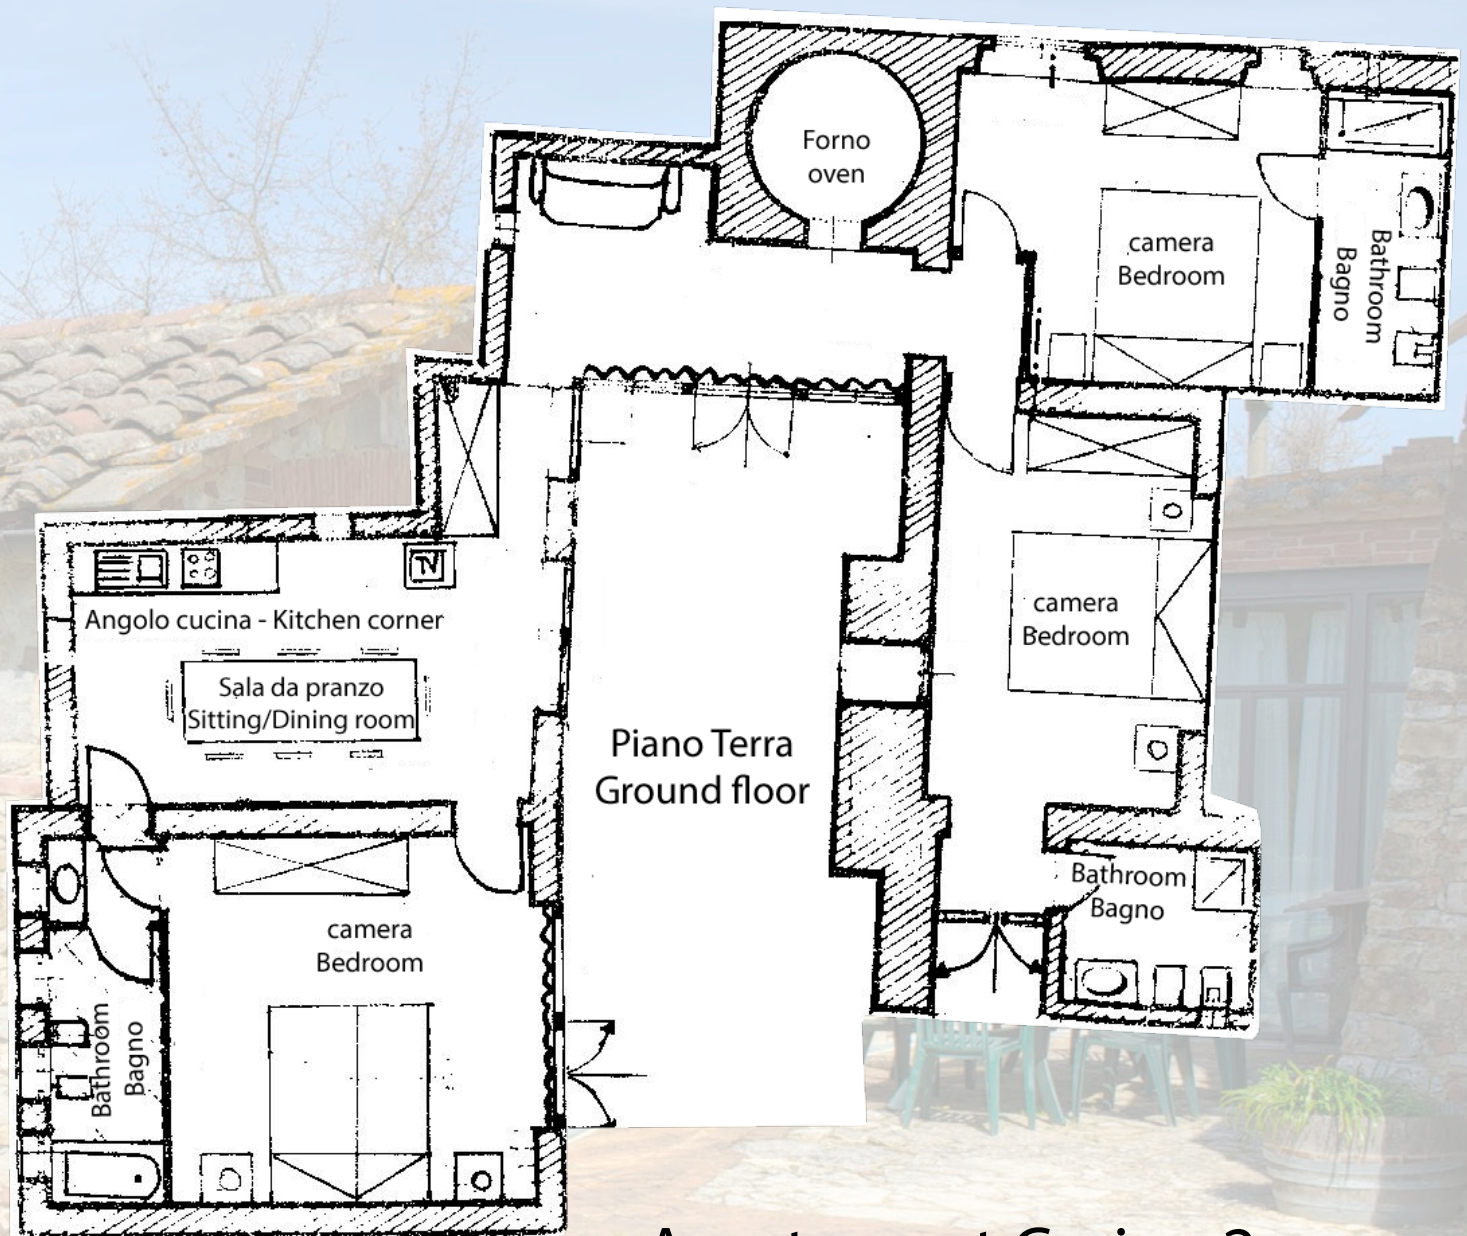 Forno
oven
camera
Bedroom
Bathroom
Bagno
TV
Angolo cucina - Kitchen corner
Sala da pranzo
Sitting/Dining room
camera
Bedroom
Piano Terra
Ground floor
Bathroom
Bagno
camera
Bedroom
Bathroom
Bagno